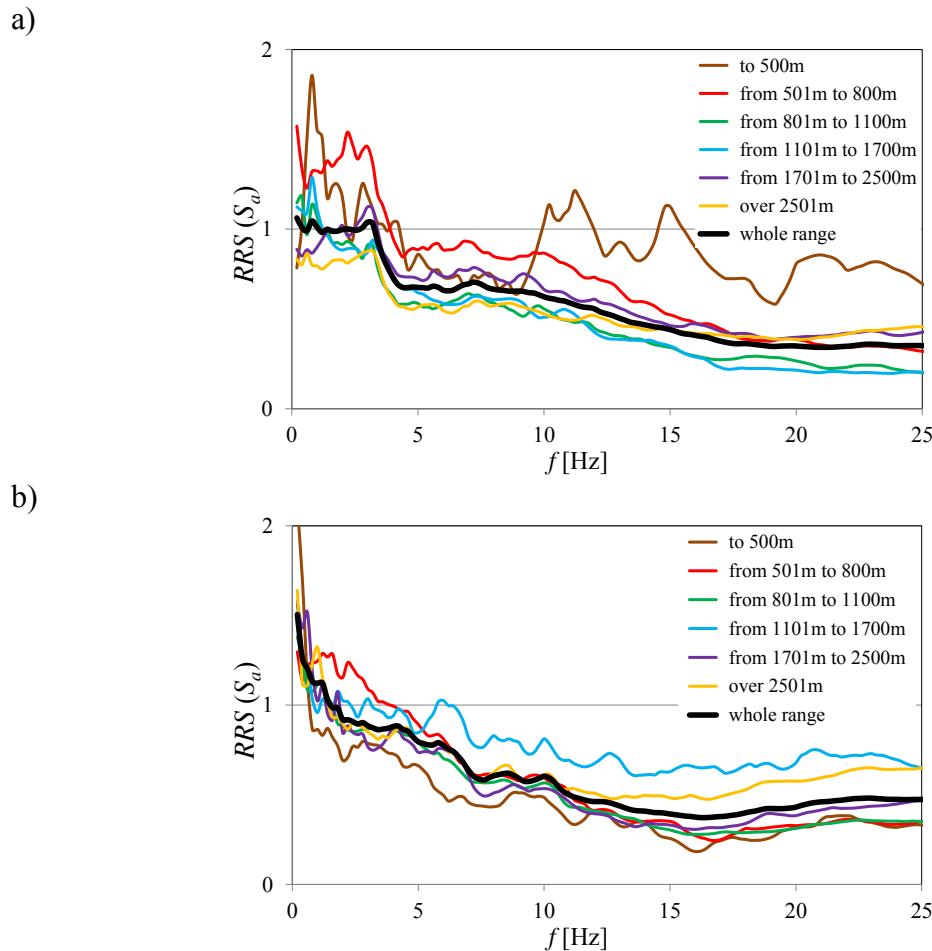 a)
RRS (Sa)
2
1
0
to 500m
from 501m to 800m
from 801m to 1100m
from 1101m to 1700m
from 1701m to 2500m
over 2501m
whole range
0 5 10 15 20 25
f [Hz]
b)
RRS (Sa)
2
1
0
to 500m
from 501m to 800m
from 801m to 1100m
from 1101m to 1700m
from 1701m to 2500m
over 2501m
whole range
0 5 10 15 20 25
f [Hz]